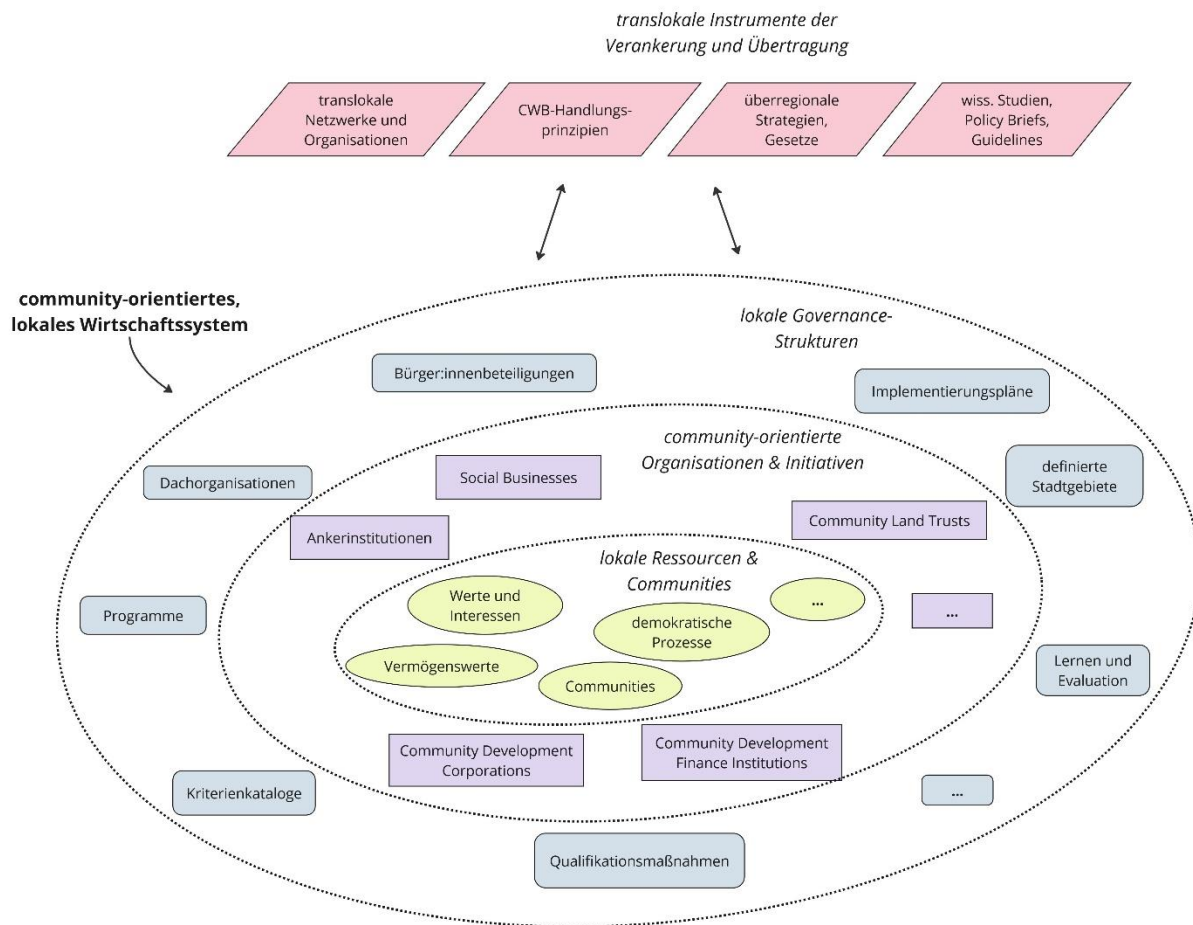 translokale Instrumente der
Verankerung und Übertragung
translokale
Netzwerke und
Organisationen
CWB-Handlungs-
prinzipien
überregionale
Strategien,
Gesetze
wiss. Studien,
Policy Briefs,
Guidelines
community-orientiertes,
lokales Wirtschaftssystem
lokale Governance-
Strukturen
Bürger:innenbeteiligungen
Implementierungspläne
community-orientierte
Organisationen & Initiativen
definierte
Stadtgebiete
Dachorganisationen
Social Businesses
Ankerinstitutionen
Community Land Trusts
lokale Ressourcen &
Communities
Werte und
Interessen
...
demokratische
Prozesse
...
Programme
Vermögenswerte
Communities
Lernen und
Evaluation
Community Development
Corporations
Community Development
Finance Institutions
Kriterienkataloge
...
Qualifikationsmaßnahmen